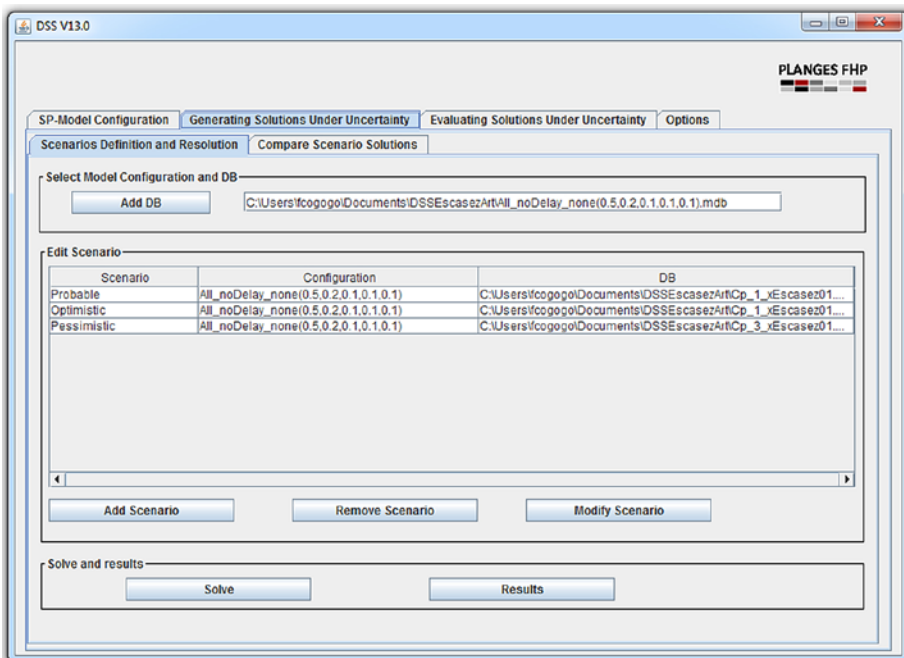 DSS V13.0
PLANGES FHP
SP-Model Configuration Generating Solutions Under Uncertainty Evaluating Solutions Under Uncertainty Options
Scenarios Definition and Resolution Compare Scenario Solutions
Select Model Configuration and DB
Add DB C:\Users\fcogogo\Documents\DSSEscasezArt\All_noDelay_none(0.5,0.2,0.1,0.1,0.1).mdb
Edit Scenario
Scenario Configuration DB
Probable All_noDelay_none(0.5,0.2,0.1,0.1,0.1) C:\Users\fcogogo\Documents\DSSEscasezArt\Cp_1_xEscasez01....
Optimistic All_noDelay_none(0.5,0.2,0.1,0.1,0.1) C:\Users\fcogogo\Documents\DSSEscasezArt\Cp_1_xEscasez01....
Pessimistic All_noDelay_none(0.5,0.2,0.1,0.1,0.1) C:\Users\fcogogo\Documents\DSSEscasezArt\Cp_3_xEscasez01....
Add Scenario Remove Scenario Modify Scenario
Solve and results
Solve Results